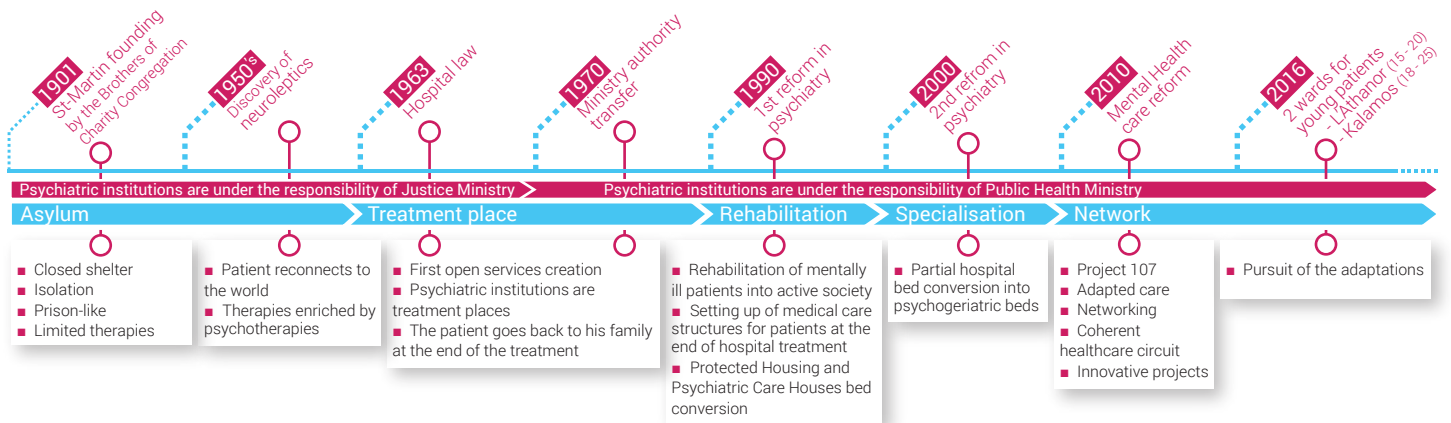 1901
St-Martin founding
by the Brothers of
Charity Congregation
1950's
Discovery of
neuroleptics
1963
Hospital law
1970
Ministry authority
transfer
1990
1st reform in
psychiatry
2000
2nd refrom in
psychiatry
2010
Mental Health
care reform
2016
2 wards for
young patients
- LAthanor (15 - 20)
- Kalamos (18 - 25)
Psychiatric institutions are under the responsibility of Justice Ministry
Psychiatric institutions are under the responsibility of Public Health Ministry
Asylum
Treatment place
Rehabilitation
Specialisation
Network
■ Closed shelter
■ Isolation
■ Prison-like
■ Limited therapies
■ Patient reconnects to
the world
■ Therapies enriched by
psychotherapies
■ First open services creation
■ Psychiatric institutions are
treatment places
■ The patient goes back to his family
at the end of the treatment
■ Rehabilitation of mentally
ill patients into active society
■ Setting up of medical care
structures for patients at the
end of hospital treatment
■ Protected Housing and
Psychiatric Care Houses bed
conversion
■ Partial hospital
bed conversion into
psychogeriatric beds
■ Project 107
■ Adapted care
■ Networking
■ Coherent
healthcare circuit
■ Innovative projects
■ Pursuit of the adaptations